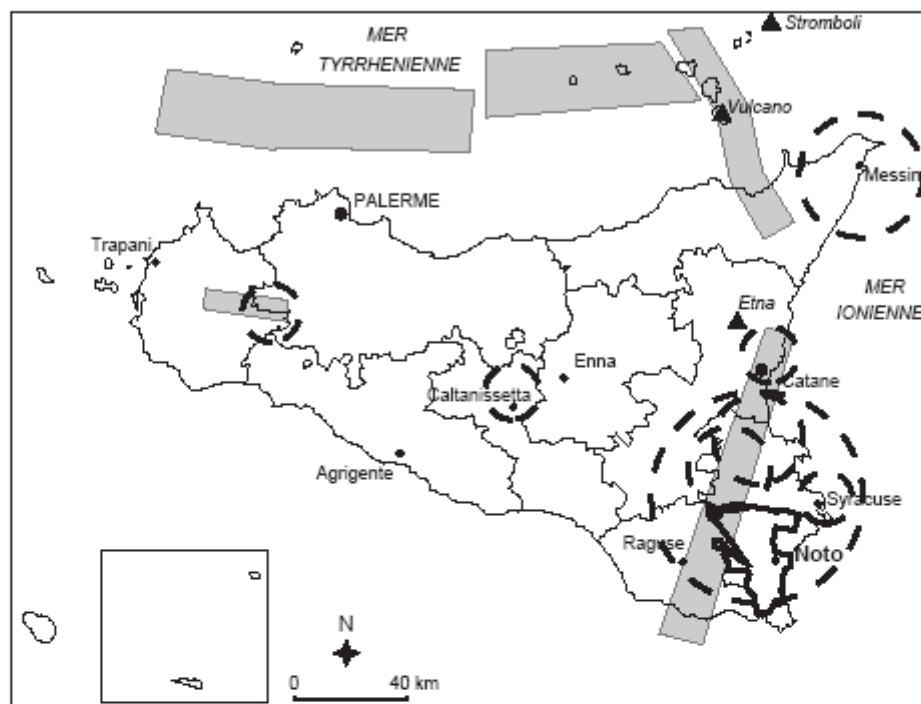 Stromboli
MER
TYRRHENIENNE
Vulcano
Messin
PALERME
Trapani
MER
IONIENNE
Etna
Enna
Catane
Caltanissetta
Agrigente
Syracuse
Raguse
Noto
N
0 40 km